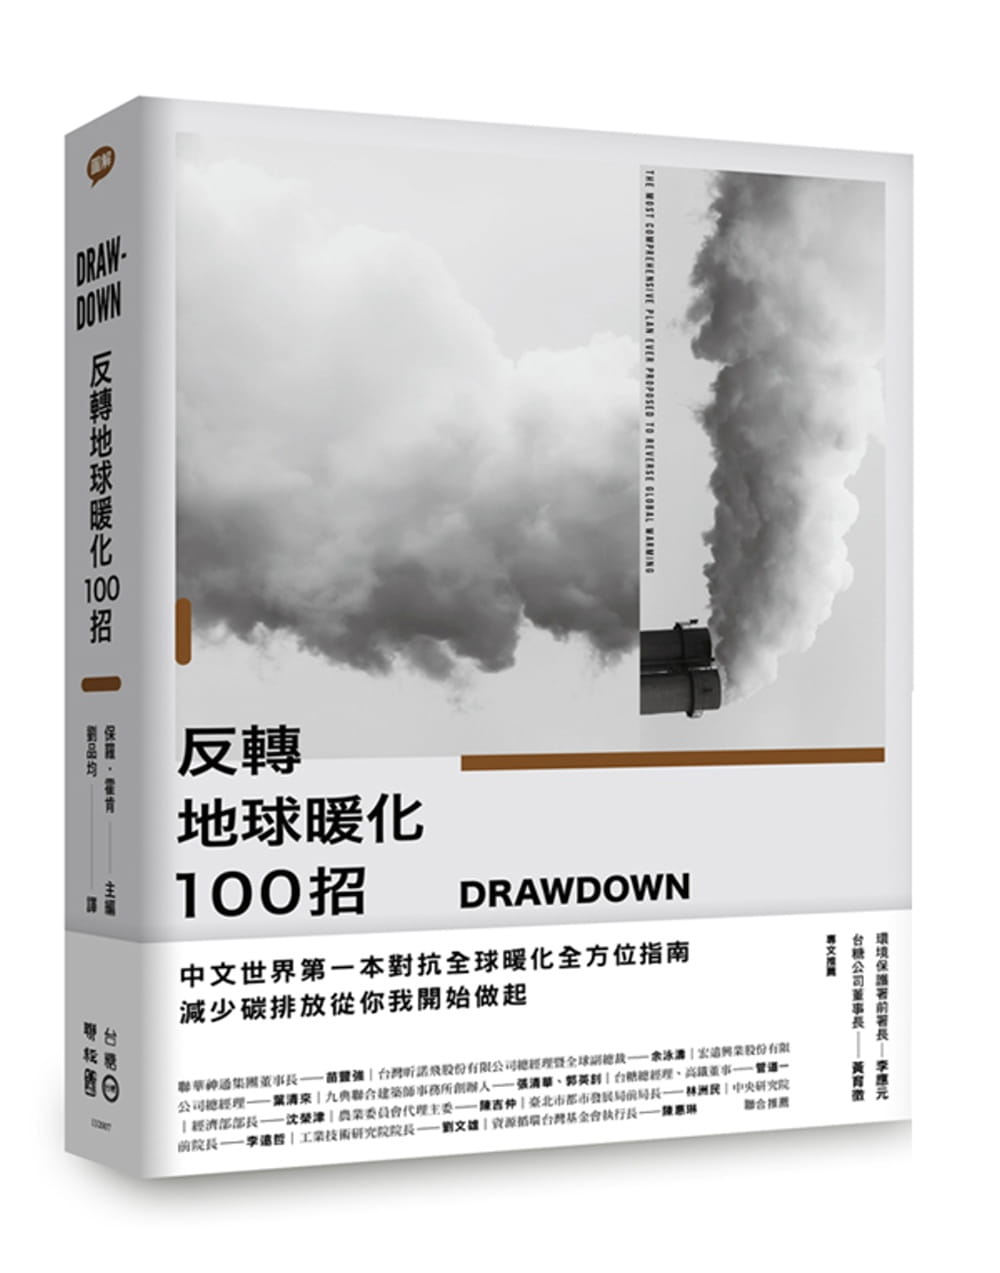 圖解
DRAW-
DOWN
反轉地球暖化100招
保羅．霍肯 主編
劉品均 譯
台糖
聯經
THE MOST COMPREHENSIVE PLAN EVER PROPOSED TO REVERSE GLOBAL WARMING
反轉
地球暖化
100招
DRAWDOWN
中文世界第一本對抗全球暖化全方位指南
減少碳排放從你我開始做起
環境保護署前署長──李應元
台糖公司董事長──黃育徵
專文推薦
聯華神通集團董事長──苗豐強｜台灣昕諾飛股份有限公司總經理暨全球副總裁──余泳濤｜宏遠興業股份有限
公司總經理──葉清來｜九典聯合建築師事務所創辦人──張清華、郭英釗｜台糖總經理、高鐵董事──管道一
｜經濟部部長──沈榮津｜農業委員會代理主委──陳吉仲｜臺北市都市發展局前局長──林洲民｜中央研究院
前院長──李遠哲｜工業技術研究院院長──劉文雄｜資源循環台灣基金會執行長──陳惠琳 聯合推薦